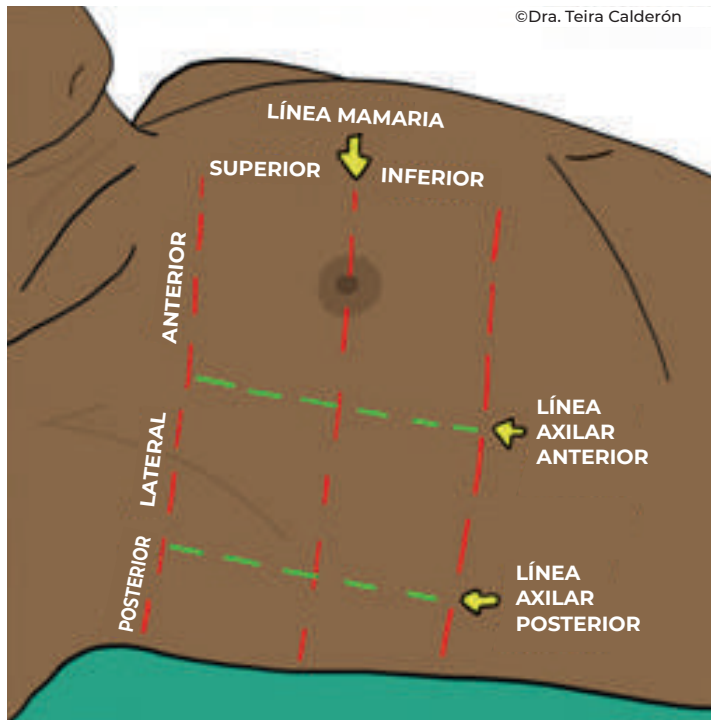 ©Dra. Teira Calderón
LÍNEA MAMARIA
SUPERIOR
INFERIOR
ANTERIOR
LATERAL
POSTERIOR
LÍNEA
AXILAR
ANTERIOR
LÍNEA
AXILAR
POSTERIOR